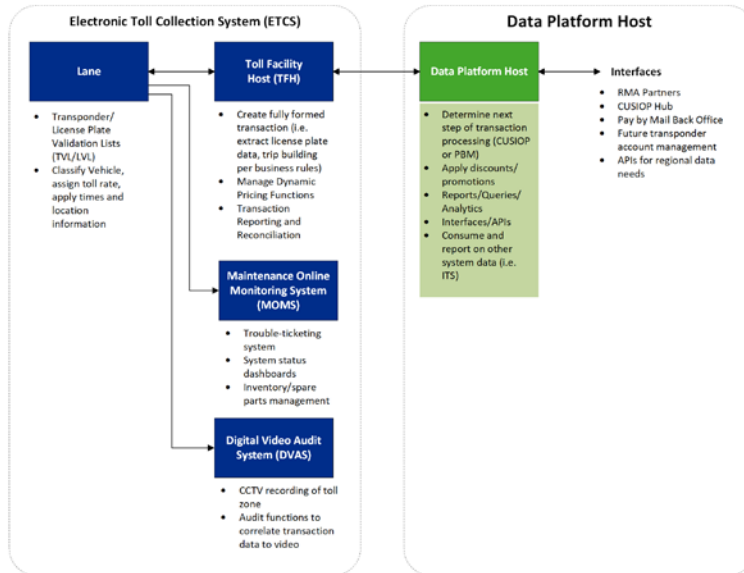 Electronic Toll Collection System (ETCS)
Lane
• Transponder/
License Plate
Validation Lists
(TVL/LVL)
• Classify Vehicle,
assign toll rate,
apply times and
location
information
Toll Facility
Host (TFH)
• Create fully formed
transaction (i.e.
extract license plate
data, trip building
per business rules)
• Manage Dynamic
Pricing Functions
• Transaction
Reporting and
Reconciliation
Maintenance Online
Monitoring System
(MOMS)
• Trouble-ticketing
system
• System status
dashboards
• Inventory/spare
parts management
Digital Video Audit
System (DVAS)
• CCTV recording of toll
zone
• Audit functions to
correlate transaction
data to video
Data Platform Host
Data Platform Host
• Determine next
step of transaction
processing (CUSIOP
or PBM)
• Apply discounts/
promotions
• Reports/Queries/
Analytics
• Interfaces/APIs
• Consume and
report on other
system data (i.e.
ITS)
Interfaces
• RMA Partners
• CUSIOP Hub
• Pay by Mail Back Office
• Future transponder
account management
• APIs for regional data
needs